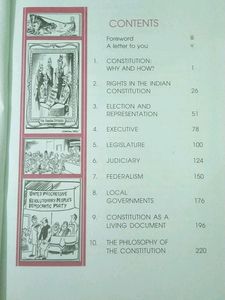 CONTENTS
Foreword iii
A letter to you v
1. CONSTITUTION:
WHY AND HOW? 1
2. RIGHTS IN THE INDIAN
CONSTITUTION 26
3. ELECTION AND
REPRESENTATION 51
4. EXECUTIVE 78
5. LEGISLATURE 100
6. JUDICIARY 124
7. FEDERALISM 150
8. LOCAL
GOVERNMENTS 176
9. CONSTITUTION AS A
LIVING DOCUMENT 196
10. THE PHILOSOPHY OF
THE CONSTITUTION 220
UNITED PROGRESSIVE
REVOLUTIONARY PEOPLE'S
DEMOCRATIC PARTY